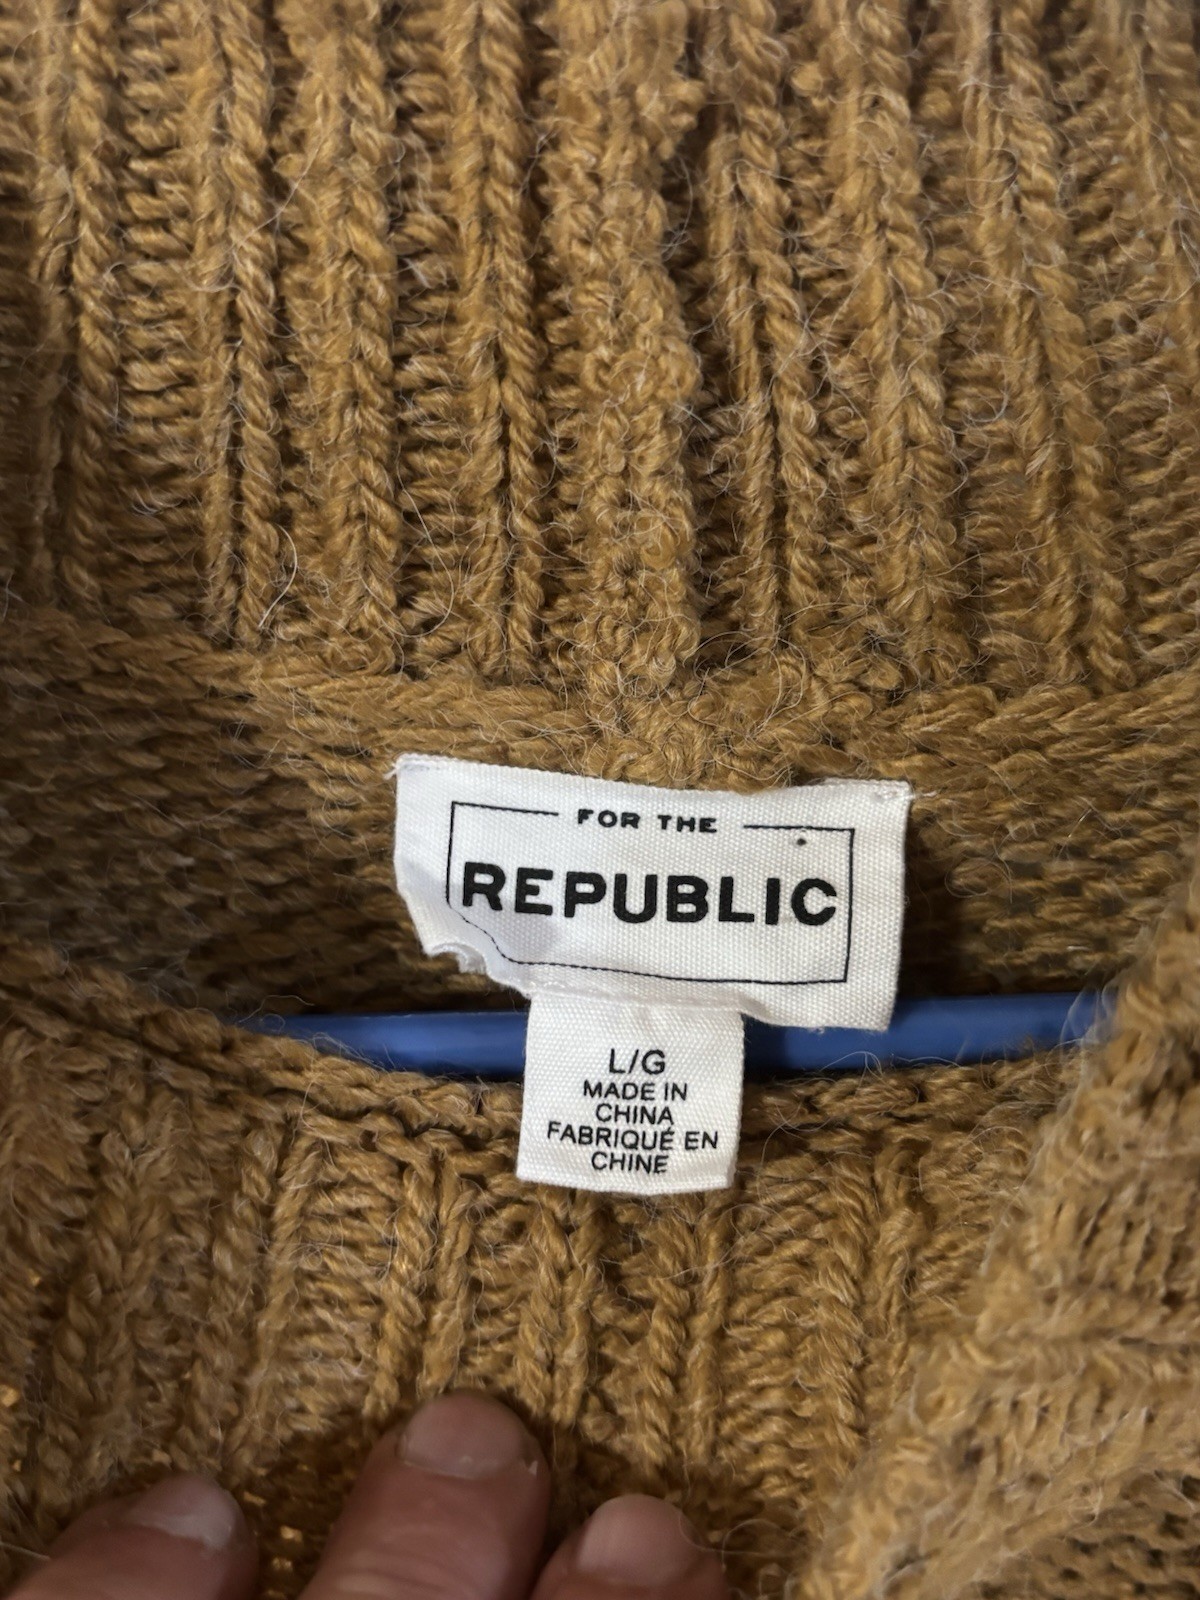 FOR THE
REPUBLIC
L/G
MADE IN
CHINA
FABRIQUÉ EN
CHINE